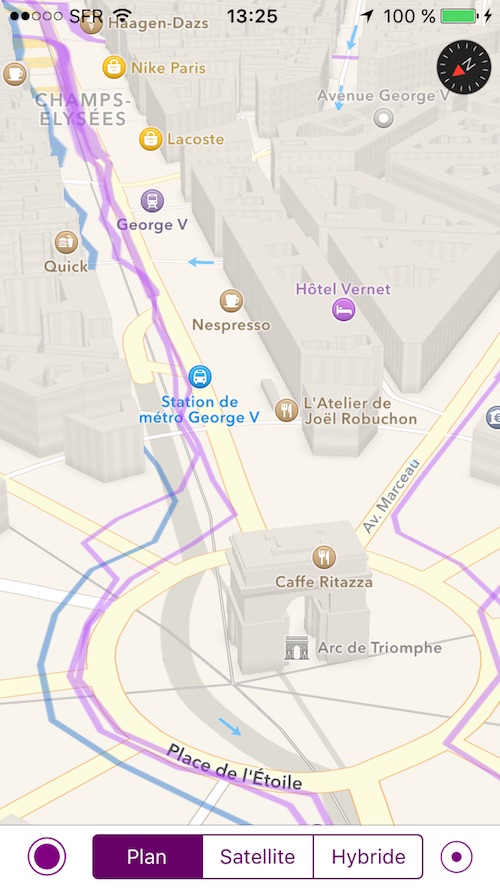 SFR 13:25 100 %
Häagen-Dazs
Nike Paris
CHAMPS-
ELYSÉES
Avenue George V
Lacoste
George V
Quick
Hôtel Vernet
Nespresso
Station de
métro George V
L'Atelier de
Joël Robuchon
Av. Marceau
Caffe Ritazza
Arc de Triomphe
Place de l'Étoile
Plan
Satellite
Hybride